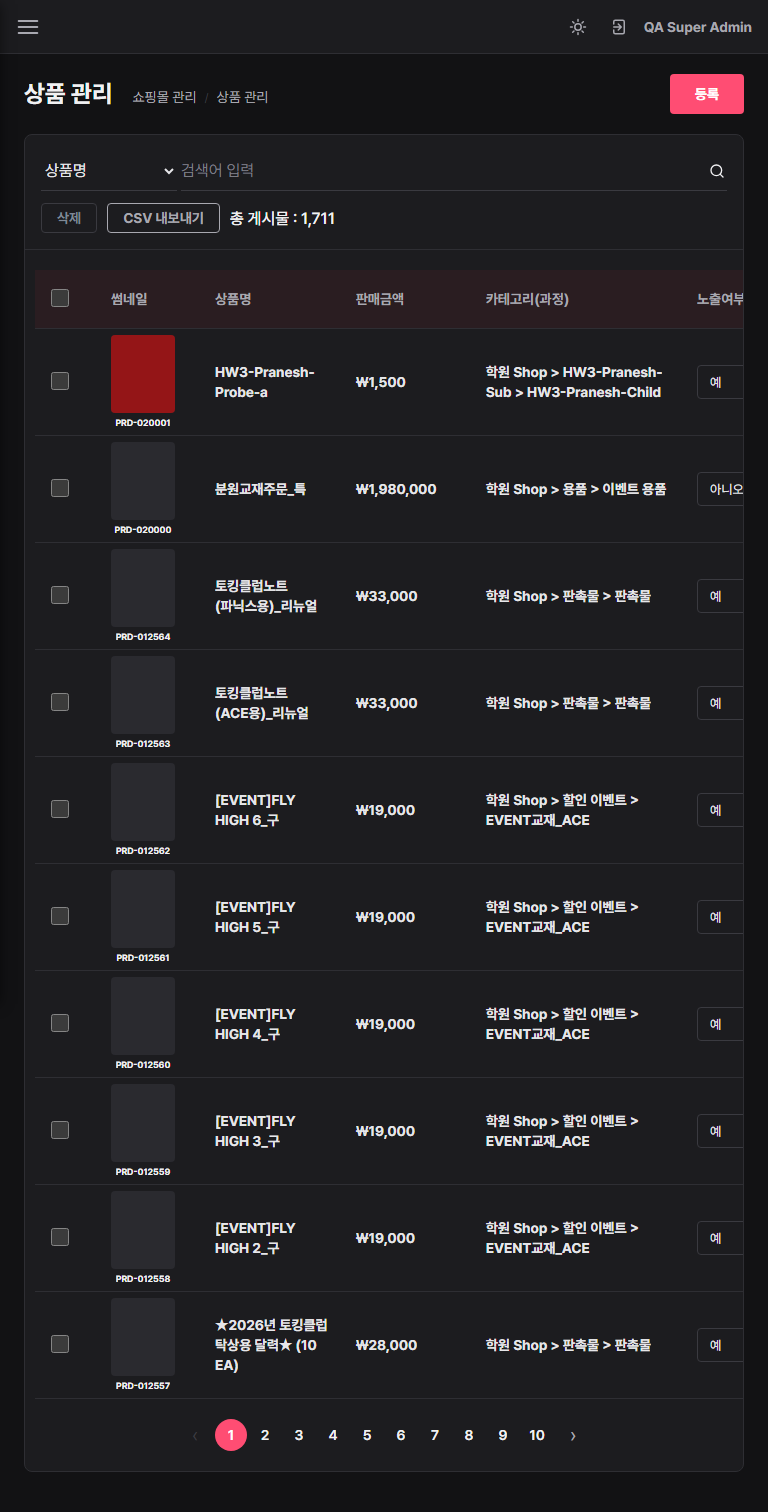 QA Super Admin
상품 관리
쇼핑몰 관리 / 상품 관리
등록
상품명
검색어 입력
삭제
CSV 내보내기
총 게시물 : 1,711
썸네일
상품명
판매금액
카테고리(과정)
노출여부
PRD-020001
HW3-Pranesh-
Probe-a
₩1,500
학원 Shop > HW3-Pranesh-
Sub > HW3-Pranesh-Child
예
PRD-020000
분원교재주문_특
₩1,980,000
학원 Shop > 용품 > 이벤트 용품
아니오
PRD-012564
토킹클럽노트
(파닉스용)_리뉴얼
₩33,000
학원 Shop > 판촉물 > 판촉물
예
PRD-012563
토킹클럽노트
(ACE용)_리뉴얼
₩33,000
학원 Shop > 판촉물 > 판촉물
예
PRD-012562
[EVENT]FLY
HIGH 6_구
₩19,000
학원 Shop > 할인 이벤트 >
EVENT교재_ACE
예
PRD-012561
[EVENT]FLY
HIGH 5_구
₩19,000
학원 Shop > 할인 이벤트 >
EVENT교재_ACE
예
PRD-012560
[EVENT]FLY
HIGH 4_구
₩19,000
학원 Shop > 할인 이벤트 >
EVENT교재_ACE
예
PRD-012559
[EVENT]FLY
HIGH 3_구
₩19,000
학원 Shop > 할인 이벤트 >
EVENT교재_ACE
예
PRD-012558
[EVENT]FLY
HIGH 2_구
₩19,000
학원 Shop > 할인 이벤트 >
EVENT교재_ACE
예
PRD-012557
★2026년 토킹클럽
탁상용 달력★ (10
EA)
₩28,000
학원 Shop > 판촉물 > 판촉물
예
‹ 1 2 3 4 5 6 7 8 9 10 ›